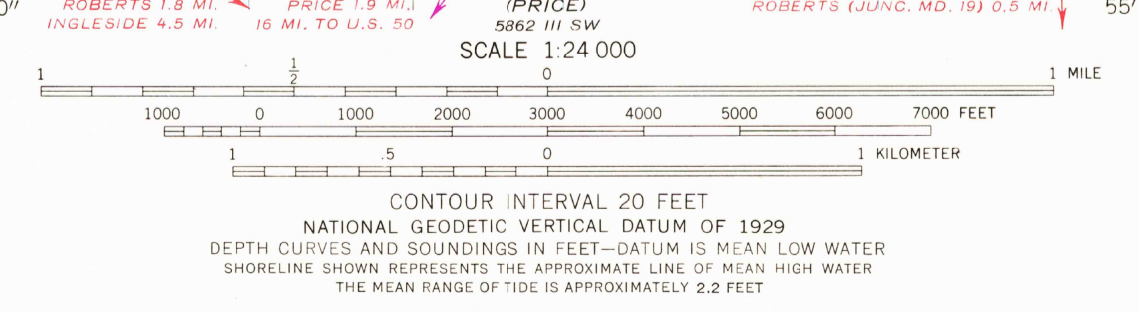 0"
ROBERTS 1.8 MI.
INGLESIDE 4.5 MI.
PRICE 1.9 MI.
16 MI. TO U.S. 50
(PRICE)
5862 III SW
ROBERTS (JUNC. MD. 19) 0.5 MI.
55'
SCALE 1:24 000
1 1/2 0 1 MILE
1000 0 1000 2000 3000 4000 5000 6000 7000 FEET
1 .5 0 1 KILOMETER
CONTOUR INTERVAL 20 FEET
NATIONAL GEODETIC VERTICAL DATUM OF 1929
DEPTH CURVES AND SOUNDINGS IN FEET—DATUM IS MEAN LOW WATER
SHORELINE SHOWN REPRESENTS THE APPROXIMATE LINE OF MEAN HIGH WATER
THE MEAN RANGE OF TIDE IS APPROXIMATELY 2.2 FEET